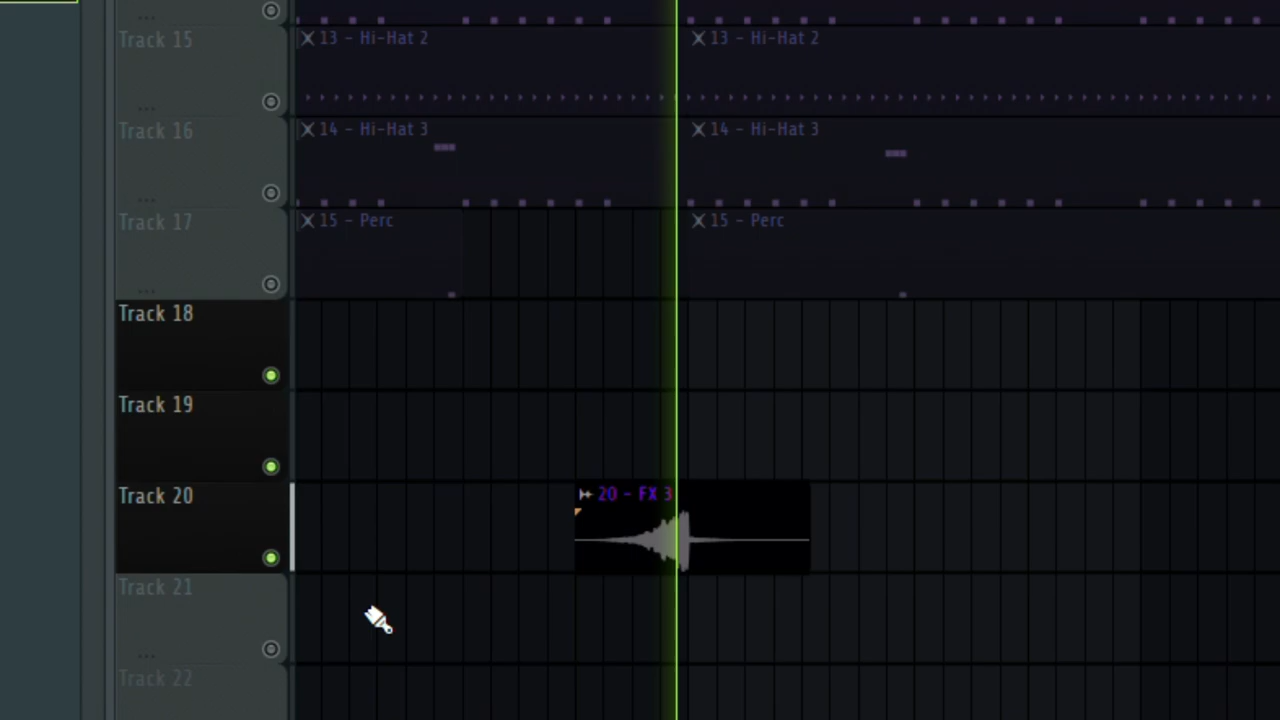 Track 15
13 - Hi-Hat 2
13 - Hi-Hat 2
Track 16
14 - Hi-Hat 3
14 - Hi-Hat 3
Track 17
15 - Perc
15 - Perc
Track 18
Track 19
Track 20
20 - FX 3
Track 21
Track 22